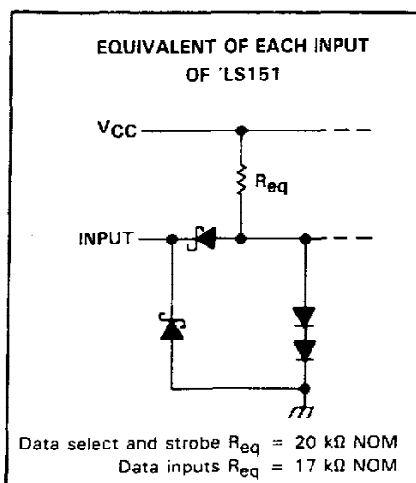 EQUIVALENT OF EACH INPUT
OF 'LS151
VCC
Req
INPUT
Data select and strobe Req = 20 kΩ NOM
Data inputs Req = 17 kΩ NOM